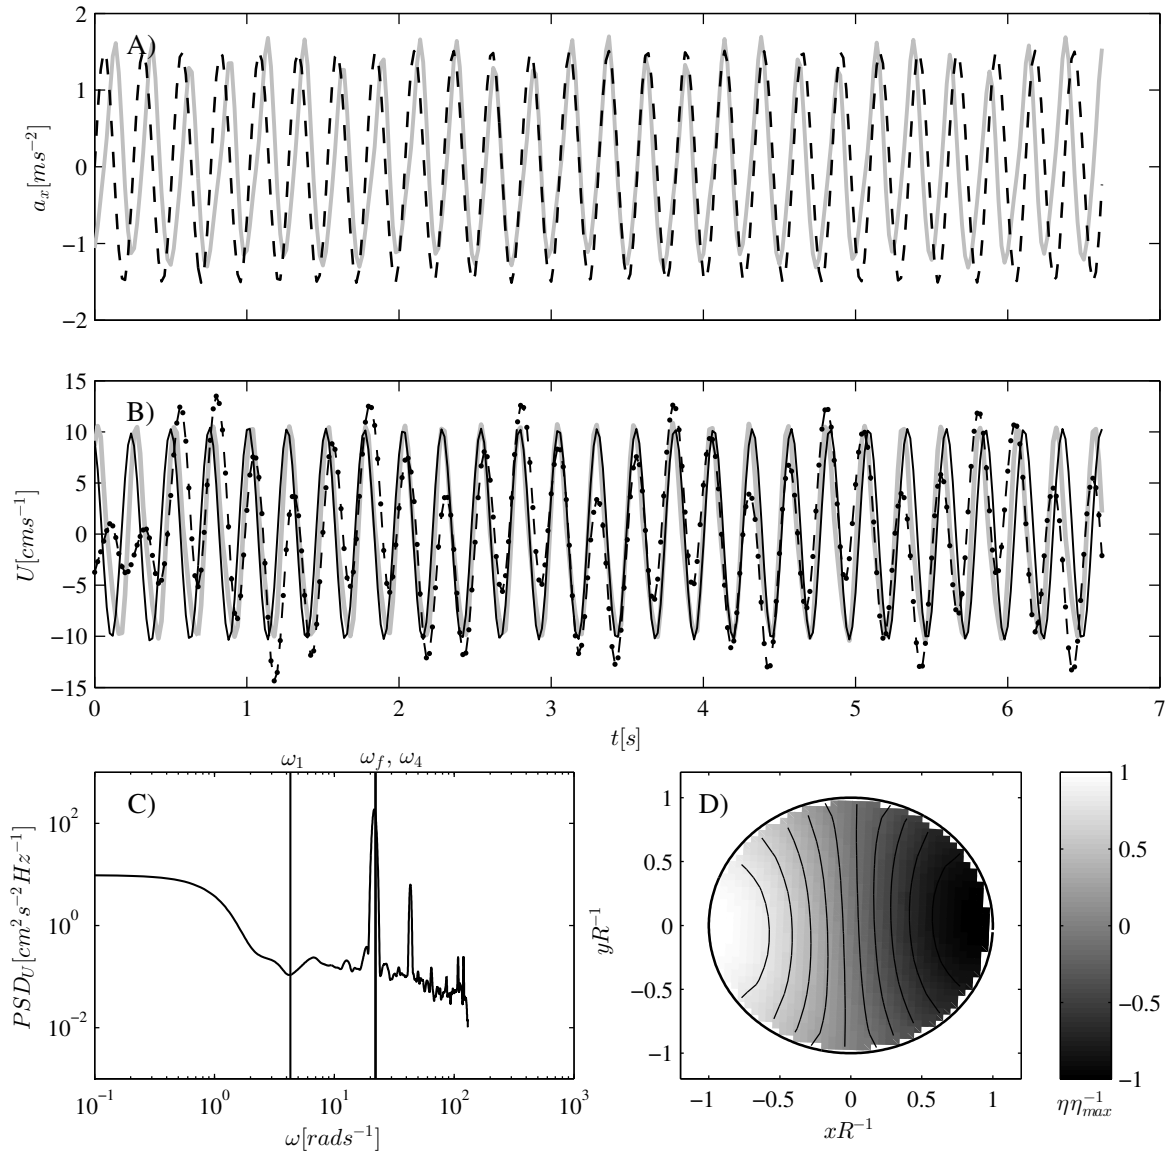 A)
2
1
0
−1
−2
a_x[ms^{-2}]
B)
15
10
5
0
−5
−10
−15
U[cms^{-1}]
0 1 2 3 4 5 6 7
t[s]
ω_1 ω_f, ω_4
C)
10^2
10^0
10^{-2}
PSD_U[cm^2s^{-2}Hz^{-1}]
10^{-1} 10^0 10^1 10^2 10^3
ω[rads^{-1}]
D)
1
0.5
0
−0.5
−1
yR^{-1}
−1 −0.5 0 0.5 1
xR^{-1}
1
0.5
0
−0.5
−1
ηη_{max}^{-1}